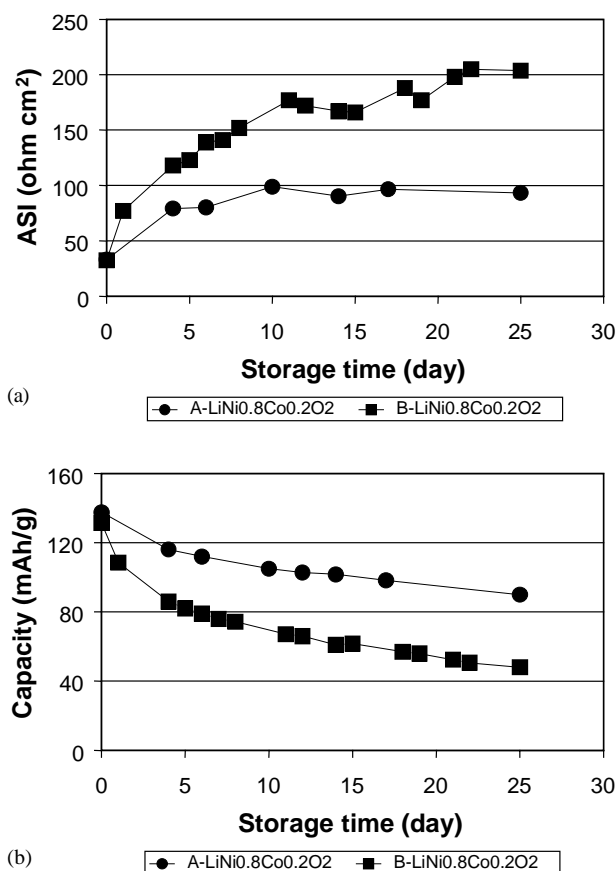 250
200
150
100
50
0
ASI (ohm cm²)
0 5 10 15 20 25 30
Storage time (day)
(a)
A-LiNi0.8Co0.2O2 B-LiNi0.8Co0.2O2
160
120
80
40
0
Capacity (mAh/g)
0 5 10 15 20 25 30
Storage time (day)
(b)
A-LiNi0.8Co0.2O2 B-LiNi0.8Co0.2O2